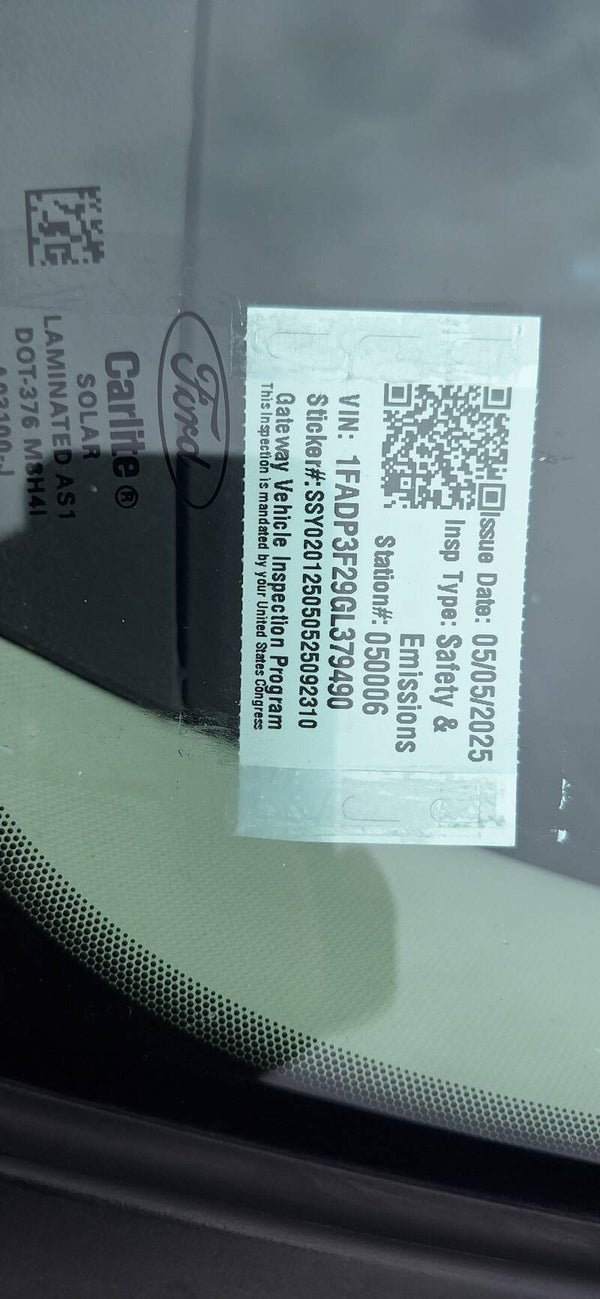 Issue Date: 05/05/2025
Insp Type: Safety &
Emissions
Station#: 050006
VIN: 1FADP3F29GL379490
Sticker#: SSY020125050525092310
Gateway Vehicle Inspection Program
This Inspection is mandated by your United States Congress
Ford
Carlite®
SOLAR
LAMINATED AS1
DOT-376 M8H4I